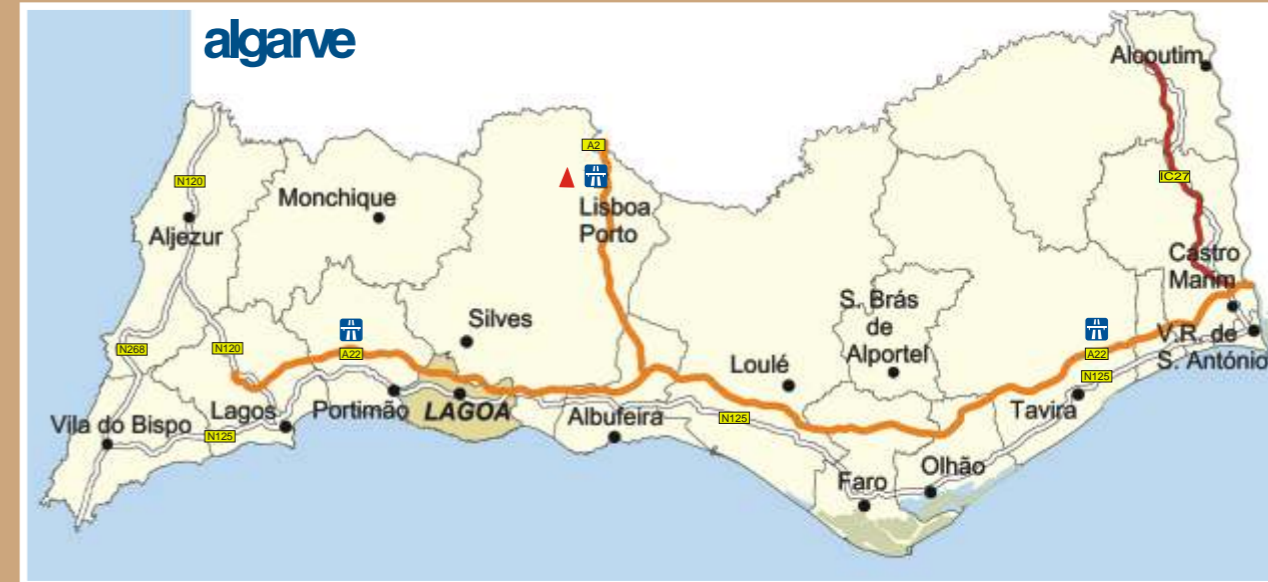 algarve
Alcoutim
A2
IC27
N120
Monchique
Lisboa
Porto
Aljezur
Castro
Marim
S. Brás
de
Alportel
Silves
A22
A22
V.R. de
S. António
N268
N120
Loulé
N125
Tavira
Lagos
Portimão
LAGOA
Albufeira
N125
Vila do Bispo
N125
Olhão
Faro